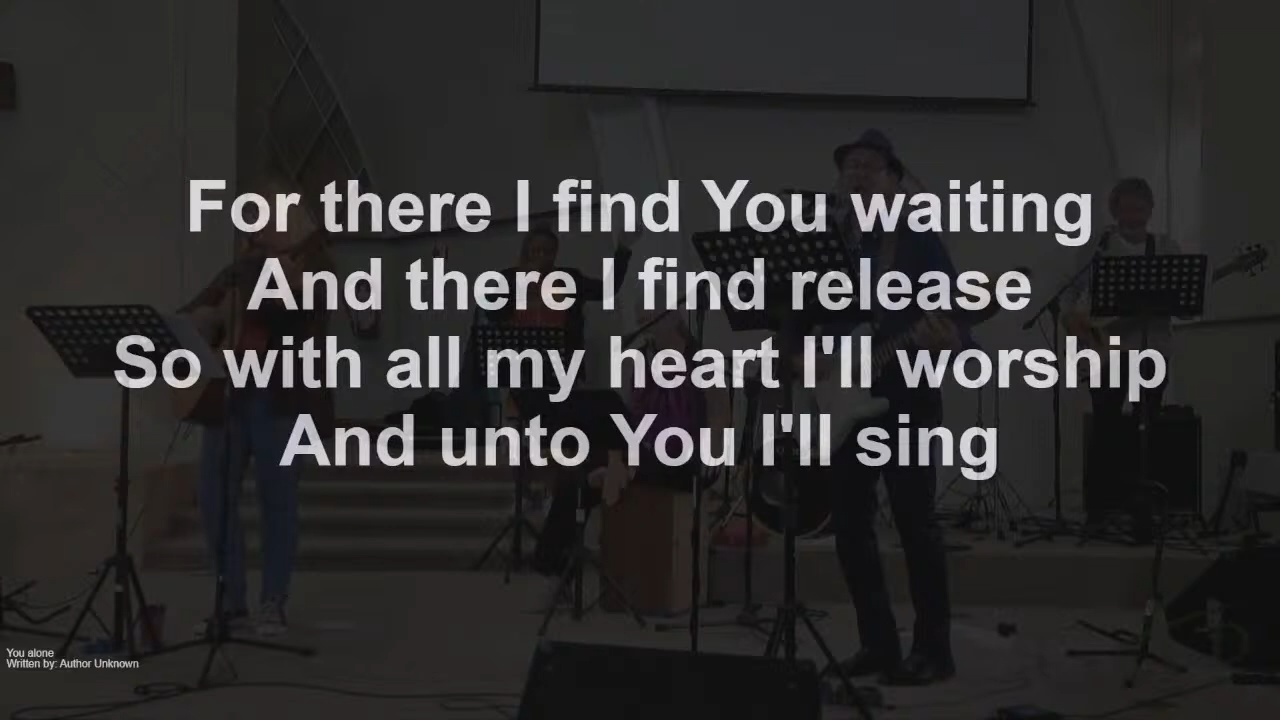 For there I find You waiting
And there I find release
So with all my heart I'll worship
And unto You I'll sing
You alone
Written by: Author Unknown